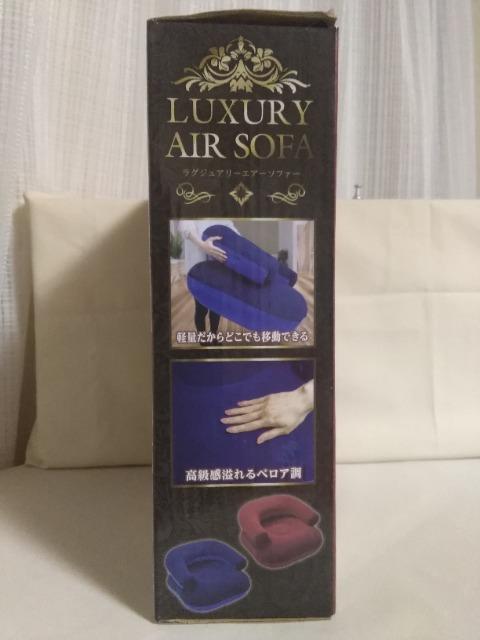 LUXURY
AIR SOFA
ラグジュアリーエアーソファー
軽量だからどこでも移動できる
高級感溢れるベロア調